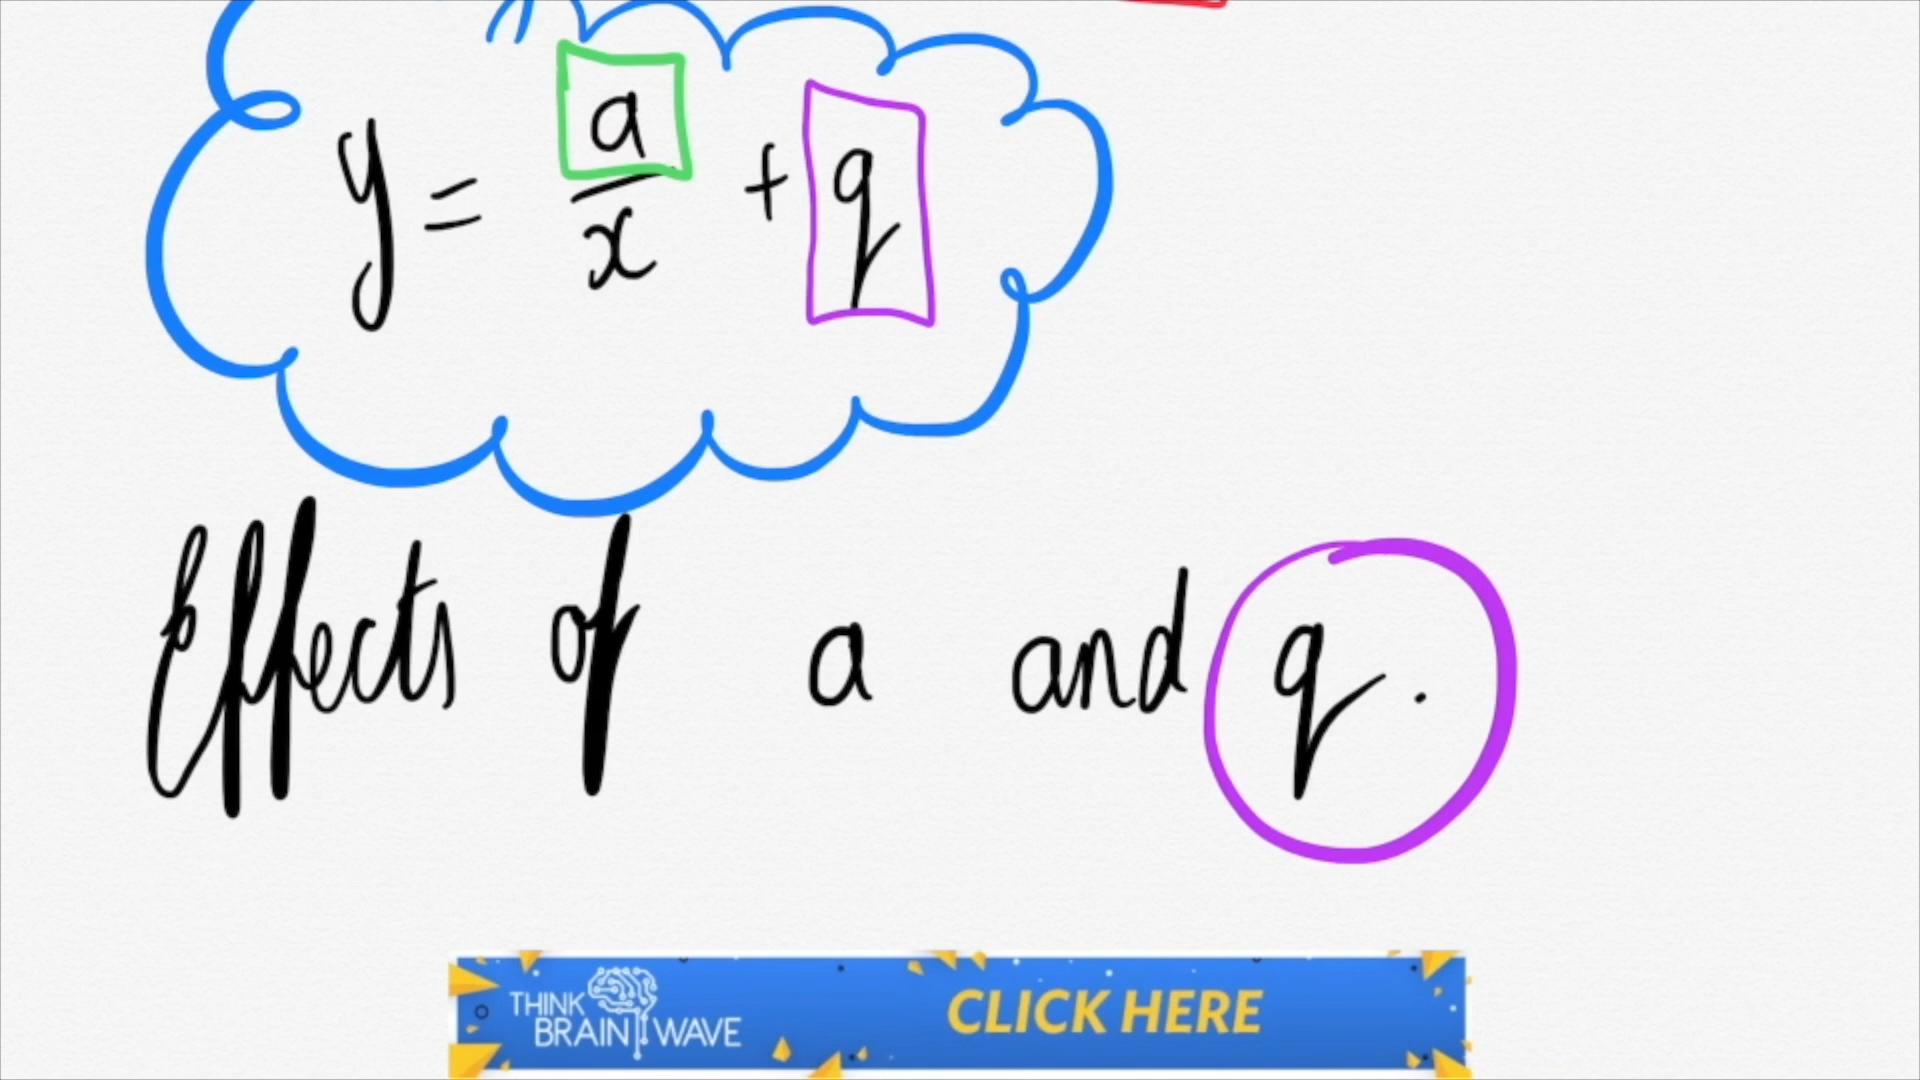 y = a/x + q
Effects of a and q.
THINK
BRAIN WAVE
CLICK HERE